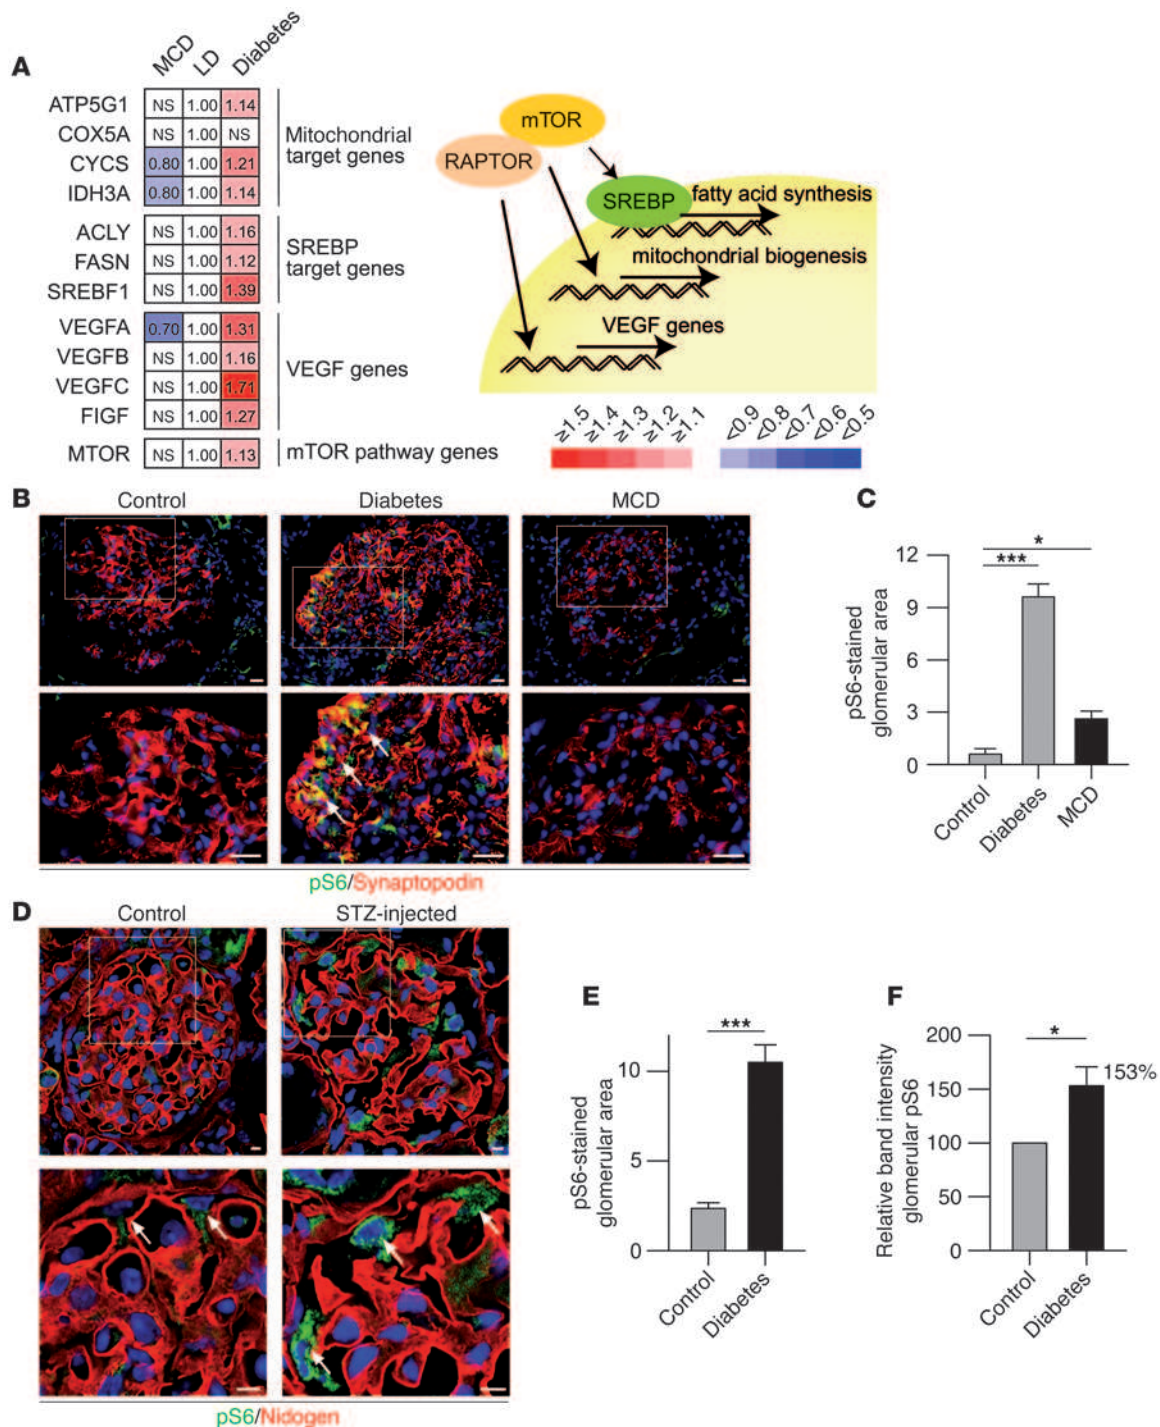 A
MCD LD Diabetes
ATP5G1 NS 1.00 1.14
COX5A NS 1.00 NS
CYCS 0.80 1.00 1.21
IDH3A 0.80 1.00 1.14
Mitochondrial
target genes
ACLY NS 1.00 1.16
FASN NS 1.00 1.12
SREBF1 NS 1.00 1.39
SREBP
target genes
VEGFA 0.70 1.00 1.31
VEGFB NS 1.00 1.16
VEGFC NS 1.00 1.71
FIGF NS 1.00 1.27
VEGF genes
MTOR NS 1.00 1.13
mTOR pathway genes
mTOR
RAPTOR
SREBP
fatty acid synthesis
mitochondrial biogenesis
VEGF genes
≥1.5 ≥1.4 ≥1.3 ≥1.2 ≥1.1
<0.9 <0.8 <0.7 <0.6 <0.5
B
Control Diabetes MCD
pS6/Synaptopodin
C
pS6-stained
glomerular area
12
9
6
3
0
*
***
Control Diabetes MCD
D
Control STZ-injected
pS6/Nidogen
E
pS6-stained
glomerular area
10
5
0
***
Control Diabetes
F
Relative band intensity
glomerular pS6
200
150
100
50
0
*
153%
Control Diabetes